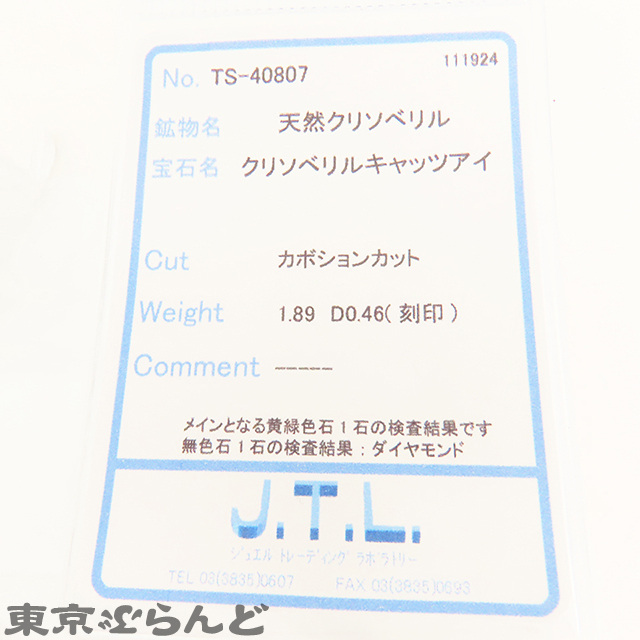 111924
No. TS-40807
鉱物名 天然クリソベリル
宝石名 クリソベリルキャッツアイ
Cut カボションカット
Weight 1.89 D0.46(刻印)
Comment -----
メインとなる黄緑色石1石の検査結果です
無色石1石の検査結果:ダイヤモンド
J.T.L.
ジュエル トレーディング ラボラトリー
TEL 03(3835)0607 FAX 03(3835)0693
東京ぶらんど